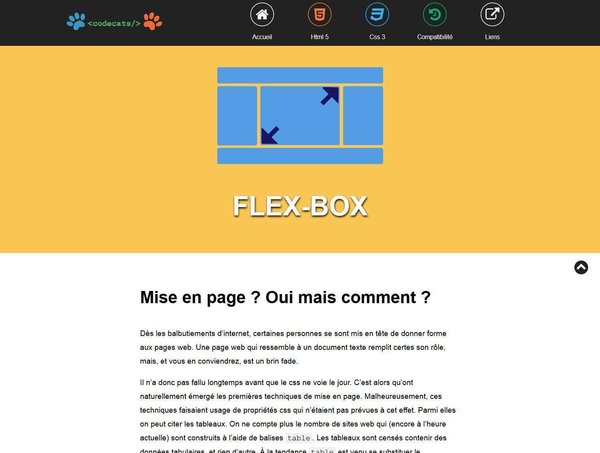 <codecats/>
Accueil Html 5 Css 3 Compatibilité Liens
FLEX-BOX
Mise en page ? Oui mais comment ?
Dès les balbutiements d'internet, certaines personnes se sont mis en tête de donner forme
aux pages web. Une page web qui ressemble à un document texte remplit certes son rôle,
mais, et vous en conviendrez, est un brin fade.
Il n'a donc pas fallu longtemps avant que le css ne voie le jour. C'est alors qu'ont
naturellement émergé les premières techniques de mise en page. Malheureusement, ces
techniques faisaient usage de propriétés css qui n'étaient pas prévues à cet effet. Parmi elles
on peut citer les tableaux. On ne compte plus le nombre de sites web qui (encore à l'heure
actuelle) sont construits à l'aide de balises table. Les tableaux sont censés contenir des
données tabulaires, et rien d'autre. À la tendance table est venu se substituer le